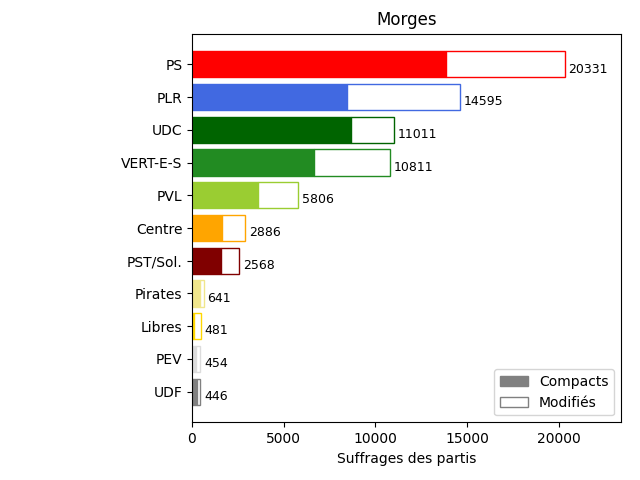 Morges
PS 20331
PLR 14595
UDC 11011
VERT-E-S 10811
PVL 5806
Centre 2886
PST/Sol. 2568
Pirates 641
Libres 481
PEV 454
UDF 446
Compacts
Modifiés
0 5000 10000 15000 20000
Suffrages des partis